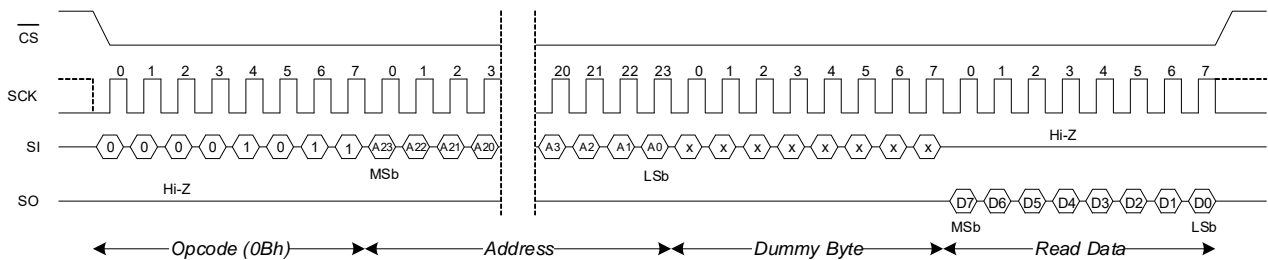 CS
0 1 2 3 4 5 6 7 0 1 2 3 20 21 22 23 0 1 2 3 4 5 6 7 0 1 2 3 4 5 6 7
SCK
Hi-Z
SI 0 0 0 0 1 0 1 1 A23 A22 A21 A20 A3 A2 A1 A0 x x x x x x x x
MSb LSb
Hi-Z
SO D7 D6 D5 D4 D3 D2 D1 D0
MSb LSb
Opcode (0Bh) Address Dummy Byte Read Data